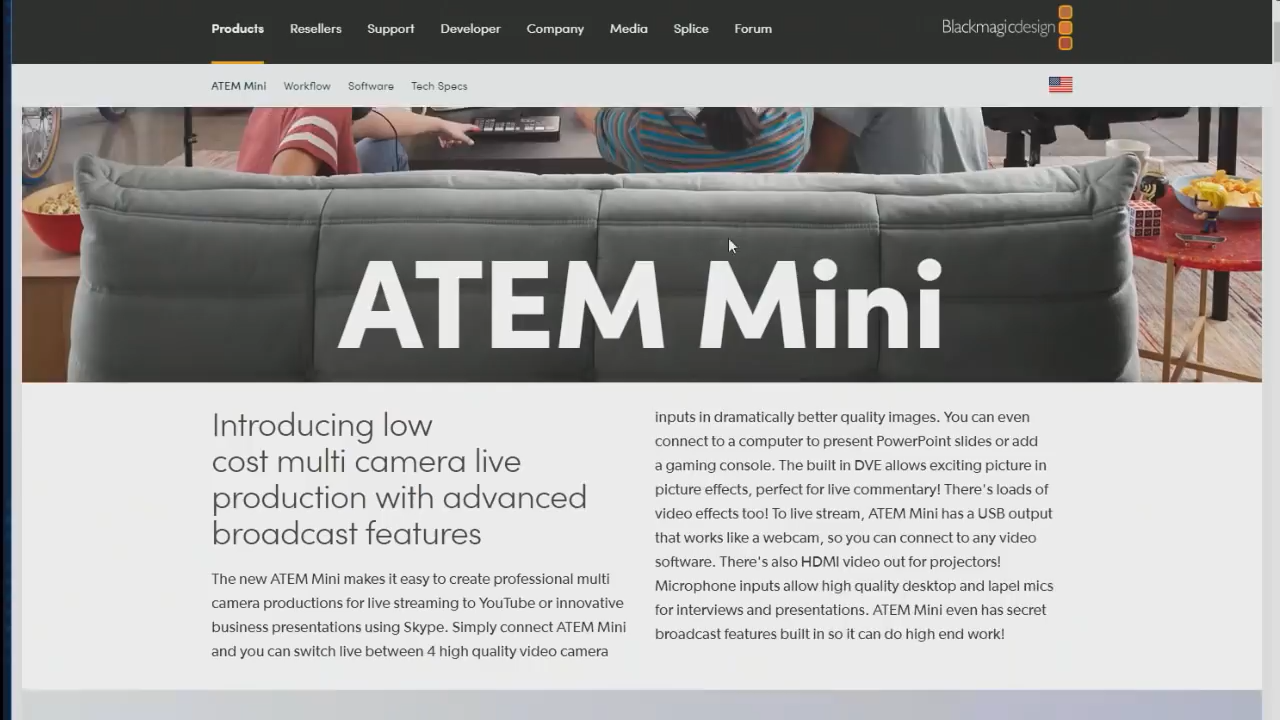 Products Resellers Support Developer Company Media Splice Forum
Blackmagicdesign
ATEM Mini Workflow Software Tech Specs
ATEM Mini
Introducing low
cost multi camera live
production with advanced
broadcast features
The new ATEM Mini makes it easy to create professional multi
camera productions for live streaming to YouTube or innovative
business presentations using Skype. Simply connect ATEM Mini
and you can switch live between 4 high quality video camera
inputs in dramatically better quality images. You can even
connect to a computer to present PowerPoint slides or add
a gaming console. The built in DVE allows exciting picture in
picture effects, perfect for live commentary! There's loads of
video effects too! To live stream, ATEM Mini has a USB output
that works like a webcam, so you can connect to any video
software. There's also HDMI video out for projectors!
Microphone inputs allow high quality desktop and lapel mics
for interviews and presentations. ATEM Mini even has secret
broadcast features built in so it can do high end work!